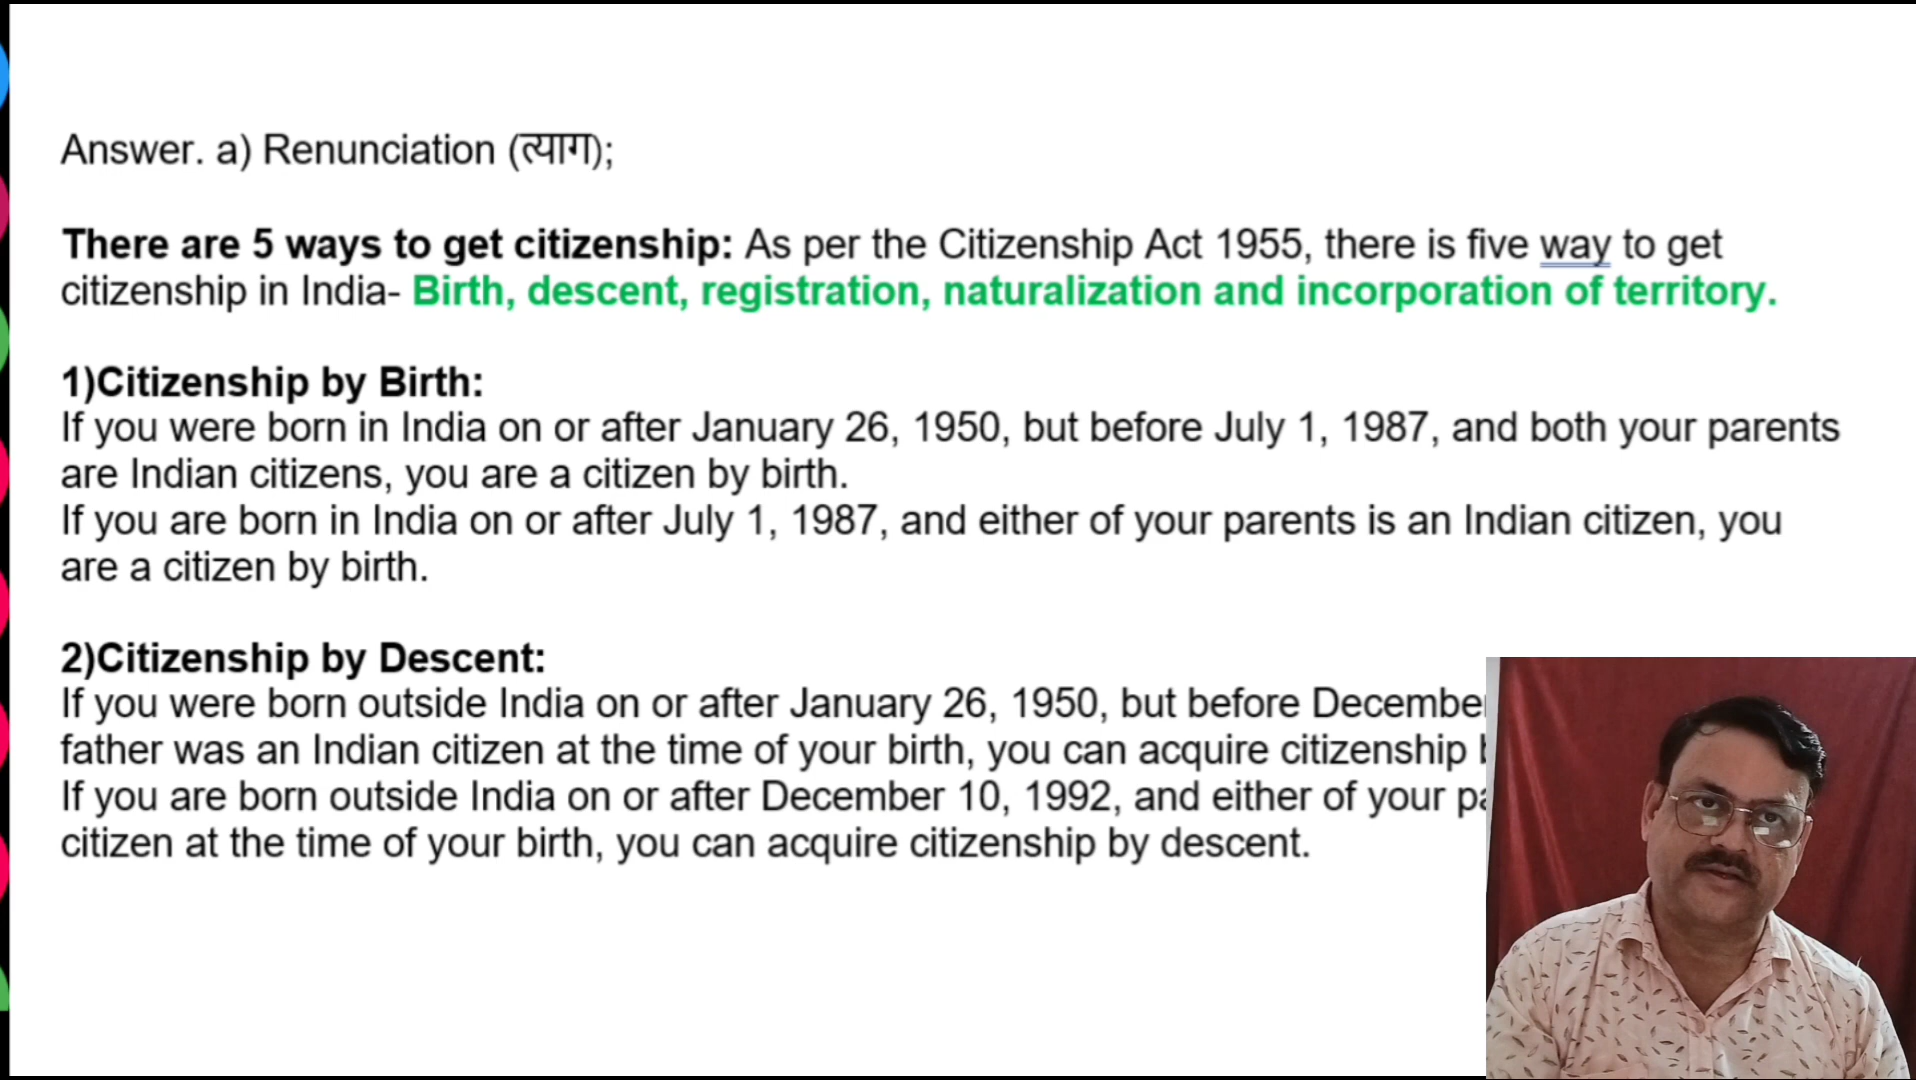 Answer. a) Renunciation (त्याग);
There are 5 ways to get citizenship: As per the Citizenship Act 1955, there is five way to get
citizenship in India- Birth, descent, registration, naturalization and incorporation of territory.
1)Citizenship by Birth:
If you were born in India on or after January 26, 1950, but before July 1, 1987, and both your parents
are Indian citizens, you are a citizen by birth.
If you are born in India on or after July 1, 1987, and either of your parents is an Indian citizen, you
are a citizen by birth.
2)Citizenship by Descent:
If you were born outside India on or after January 26, 1950, but before
father was an Indian citizen at the time of your birth, you can acquire citizenship
If you are born outside India on or after December 10, 1992, and either of your
citizen at the time of your birth, you can acquire citizenship by descent.